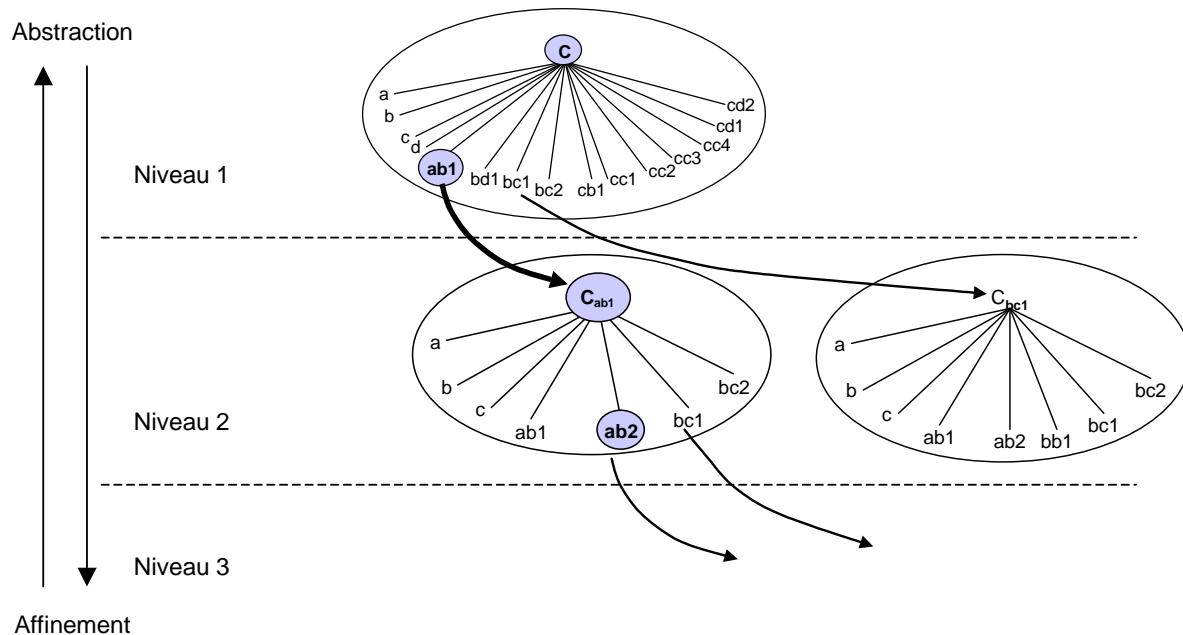 Abstraction
C
a
b
c
d
ab1
bd1
bc1
bc2
cb1
cc1
cc2
cc3
cc4
cd1
cd2
Niveau 1
Cab1
a
b
c
ab1
ab2
bc1
bc2
Cbc1
a
b
c
ab1
ab2
bb1
bc1
bc2
Niveau 2
Niveau 3
Affinement